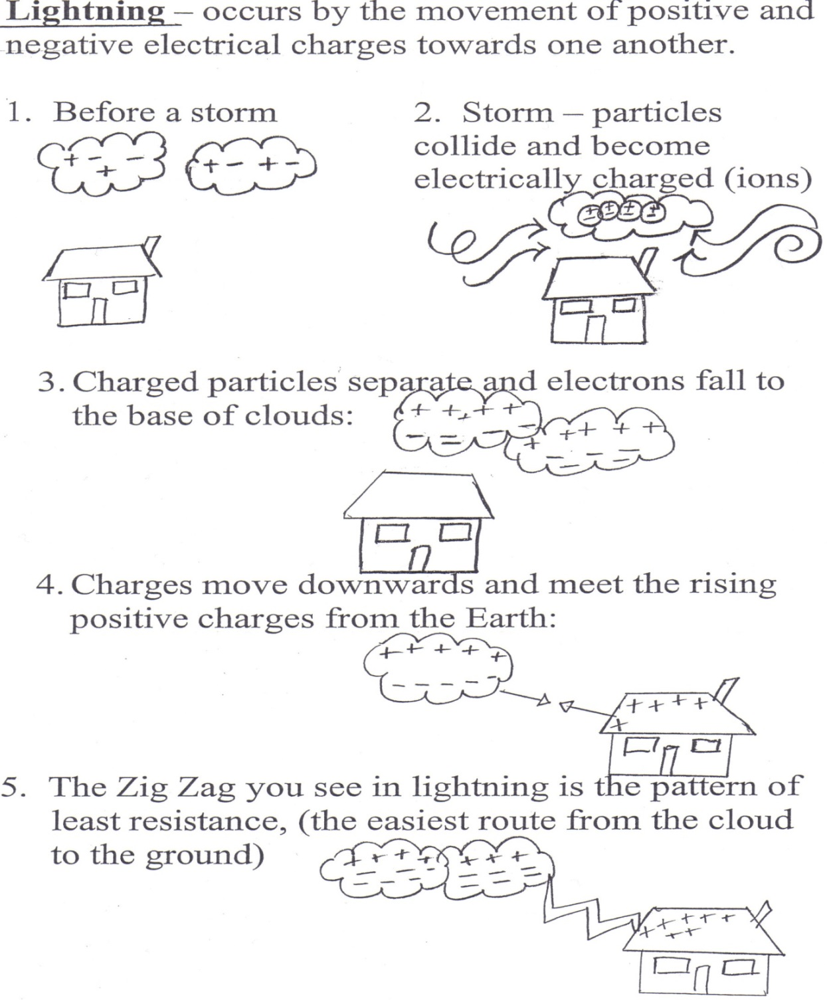 Lightning – occurs by the movement of positive and
negative electrical charges towards one another.
1. Before a storm
+ - -
+
+ - + -
2. Storm – particles
collide and become
electrically charged (ions)
± ± ± ±
3. Charged particles separate and electrons fall to
the base of clouds:
4. Charges move downwards and meet the rising
positive charges from the Earth:
+ + + + +
- - - - -
+ + + +
+
5. The Zig Zag you see in lightning is the pattern of
least resistance, (the easiest route from the cloud
to the ground)